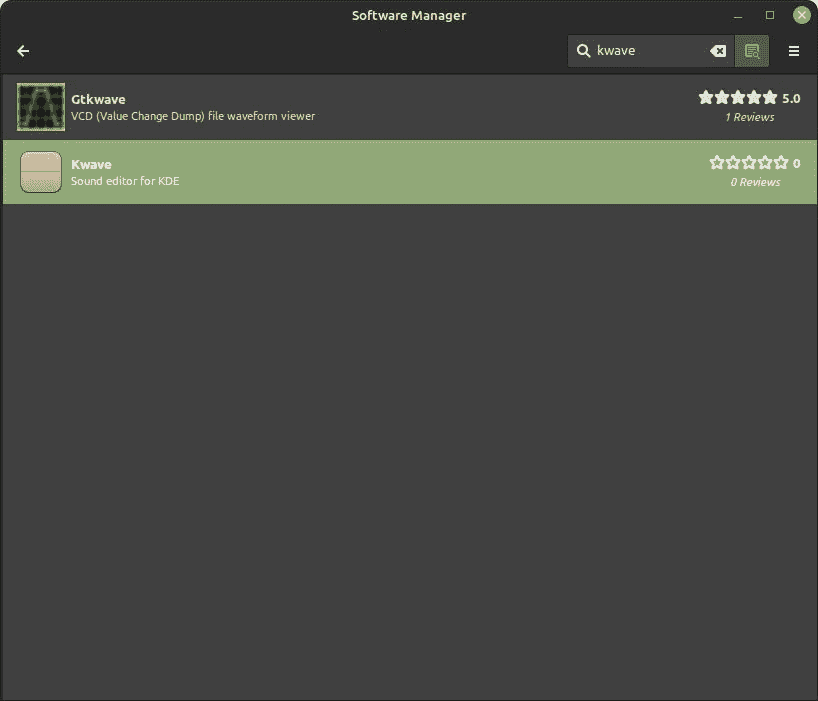 Software Manager
kwave
Gtkwave
VCD (Value Change Dump) file waveform viewer
5.0
1 Reviews
Kwave
Sound editor for KDE
0
0 Reviews